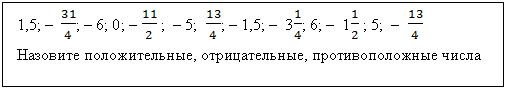 1,5; – 31/4; – 6; 0; – 11/2; – 5; 13/4; – 1,5; – 3 1/4; 6; – 1 1/2; 5; – 13/4
Назовите положительные, отрицательные, противоположные числа